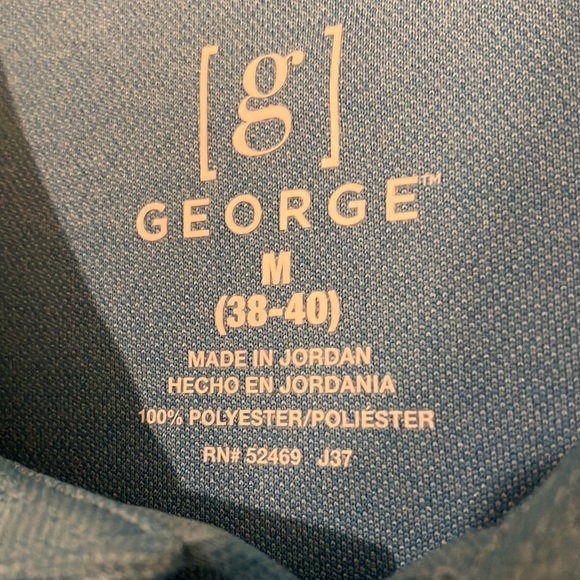 [g]
GEORGE™
M
(38-40)
MADE IN JORDAN
HECHO EN JORDANIA
100% POLYESTER/POLIÉSTER
RN# 52469 J37